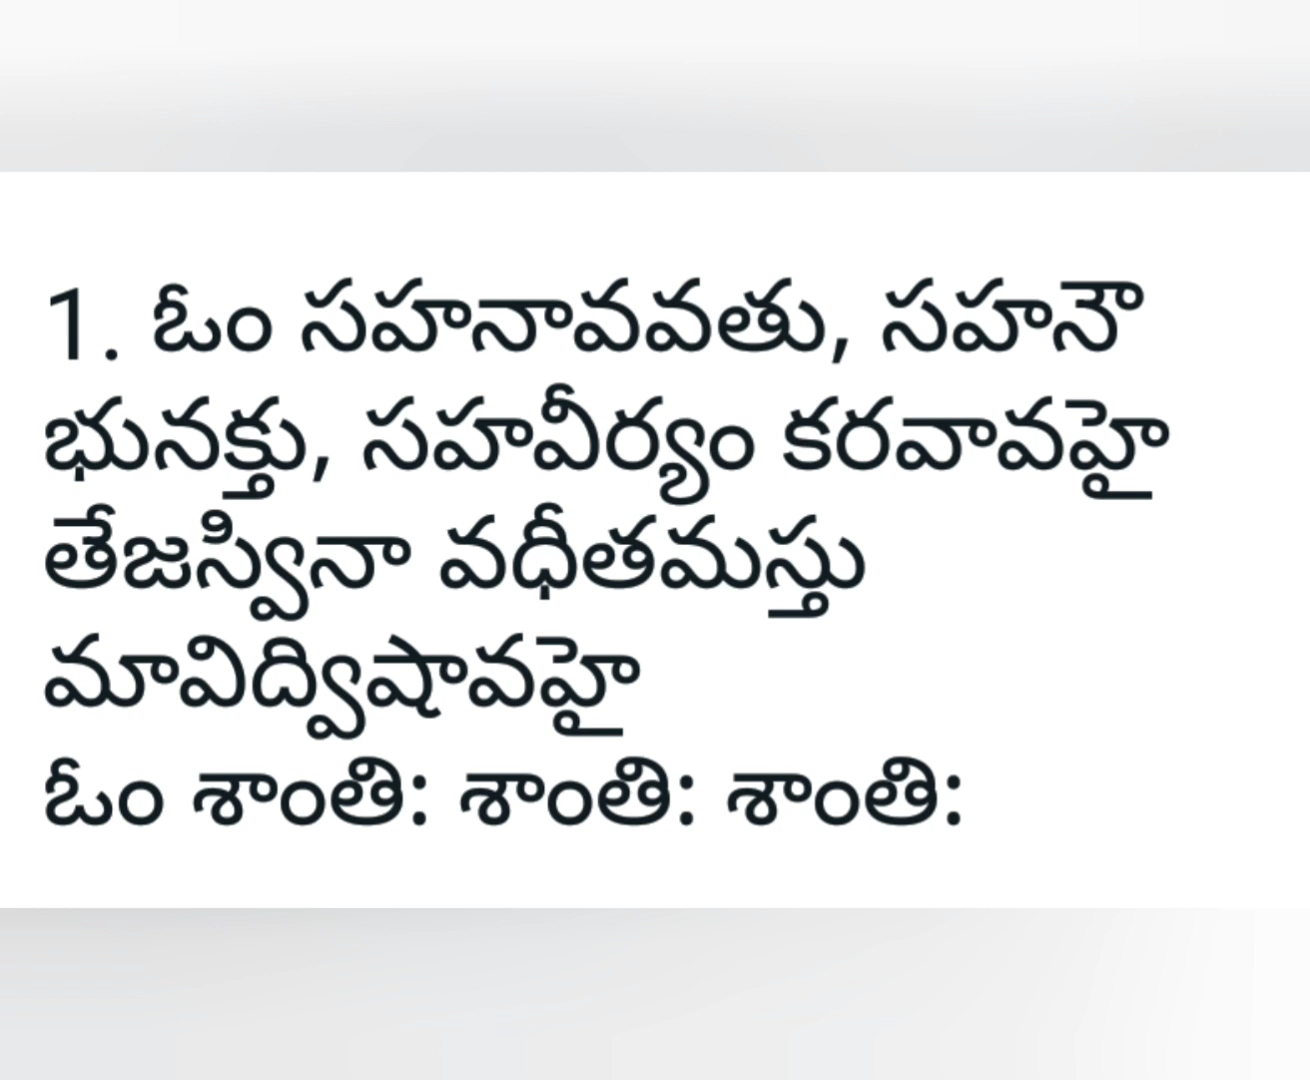 1. ఓం సహనావవతు, సహనౌ
భునక్తు, సహవీర్యం కరవావహై
తేజస్వినా వధీతమస్తు
మావిద్విషావహై
ఓం శాంతి: శాంతి: శాంతి: